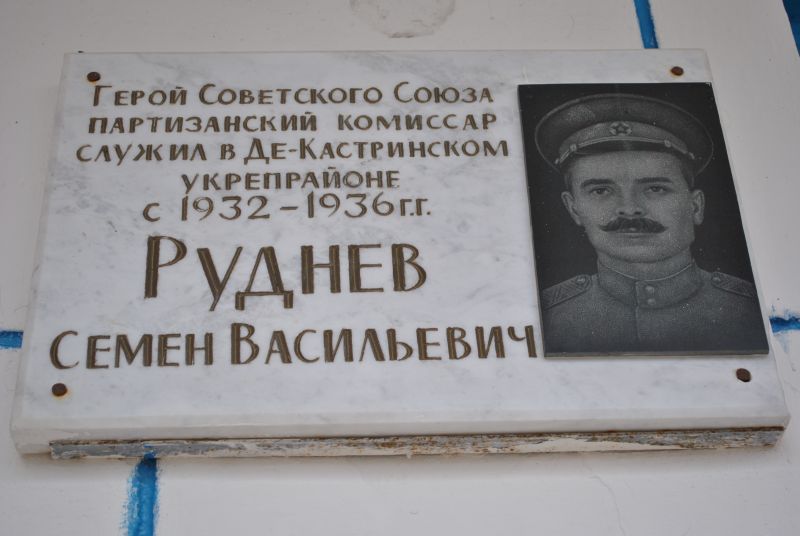 Герой Советского Союза
партизанский комиссар
служил в Де-Кастринском
укрепрайоне
с 1932-1936 г.г.
Руднев
Семен Васильевич